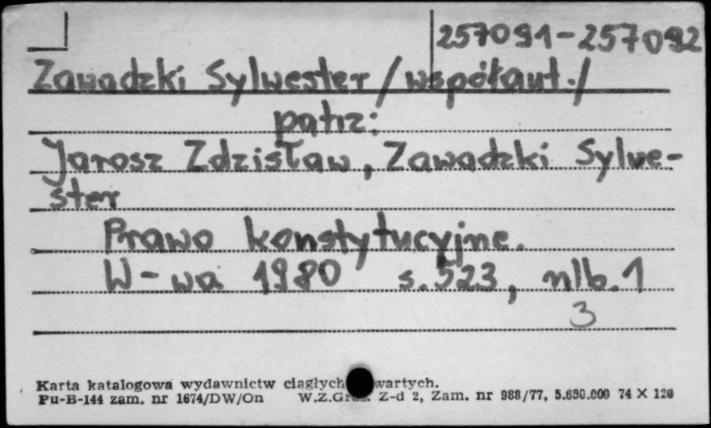 257091-257092
Zawadzki Sylwester /współaut./
patrz:
Jarosz Zdzisław, Zawadzki Sylwe-
ster
Prawo konstytucyjne.
W-wa 1980 s. 523, nlb. 1
3
Karta katalogowa wydawnictw ciągłych wartych.
Pu-B-144 zam. nr 1674/DW/On W.Z.Gr Z-d 2, Zam. nr 988/77, 5.650.000 74 X 120